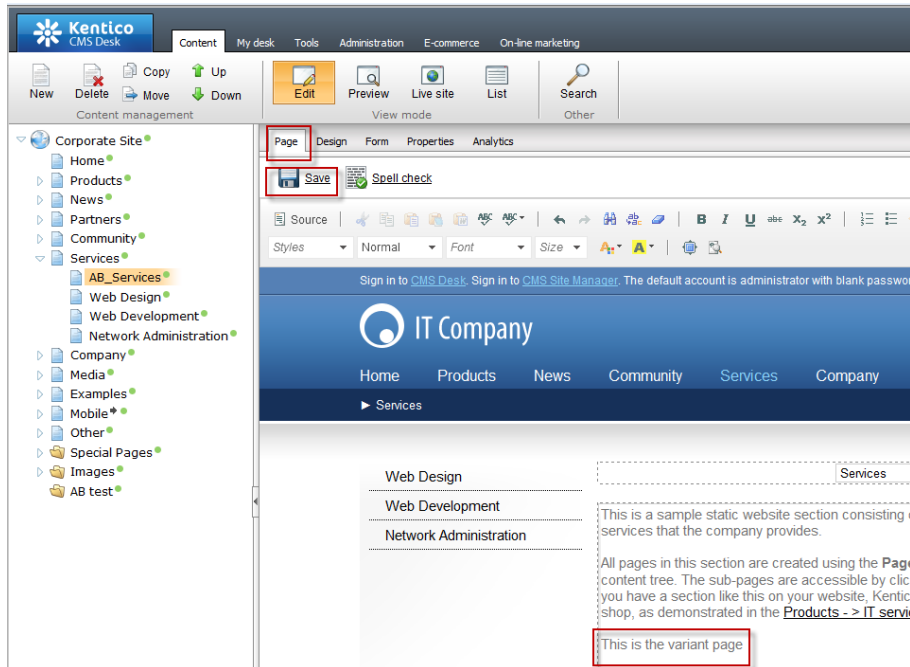 Kentico
CMS Desk
Content My desk Tools Administration E-commerce On-line marketing
New Delete Copy Move Up Down
Content management
Edit Preview Live site List
View mode
Search
Other
Corporate Site
Home
Products
News
Partners
Community
Services
AB_Services
Web Design
Web Development
Network Administration
Company
Media
Examples
Mobile
Other
Special Pages
Images
AB test
Page Design Form Properties Analytics
Save Spell check
Source ABC ABC B I U abc X₂ X²
Styles Normal Font Size A A
Sign in to CMS Desk. Sign in to CMS Site Manager. The default account is administrator with blank passwo
IT Company
Home Products News Community Services Company
► Services
Web Design
Web Development
Network Administration
Services
This is a sample static website section consisting
services that the company provides.
All pages in this section are created using the Page
content tree. The sub-pages are accessible by clic
you have a section like this on your website, Kentic
shop, as demonstrated in the Products - > IT servi
This is the variant page